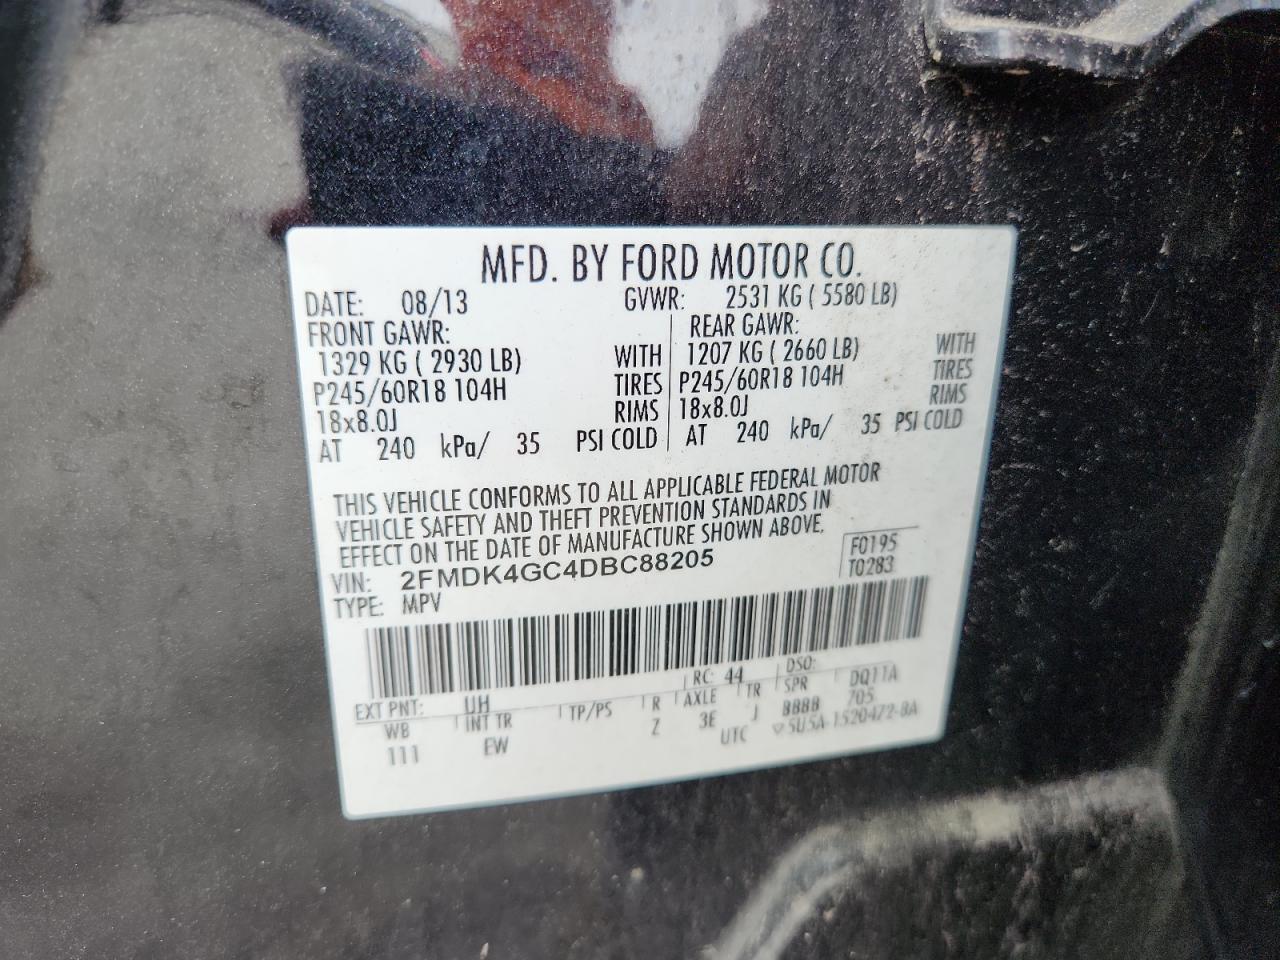 MFD. BY FORD MOTOR CO.
DATE: 08/13 GVWR: 2531 KG ( 5580 LB)
FRONT GAWR: REAR GAWR:
1329 KG ( 2930 LB) WITH 1207 KG ( 2660 LB) WITH
P245/60R18 104H TIRES P245/60R18 104H TIRES
18x8.0J RIMS 18x8.0J RIMS
AT 240 kPa/ 35 PSI COLD AT 240 kPa/ 35 PSI COLD
THIS VEHICLE CONFORMS TO ALL APPLICABLE FEDERAL MOTOR
VEHICLE SAFETY AND THEFT PREVENTION STANDARDS IN
EFFECT ON THE DATE OF MANUFACTURE SHOWN ABOVE.
VIN: 2FMDK4GC4DBC88205 F0195
TYPE: MPV T0283
EXT PNT: UH RC: 44 DSO:
WB INT TR TP/PS R AXLE TR SPR DQ11A
111 EW Z 3E J 8888 705
UTC ▽5U5A-1520472-BA